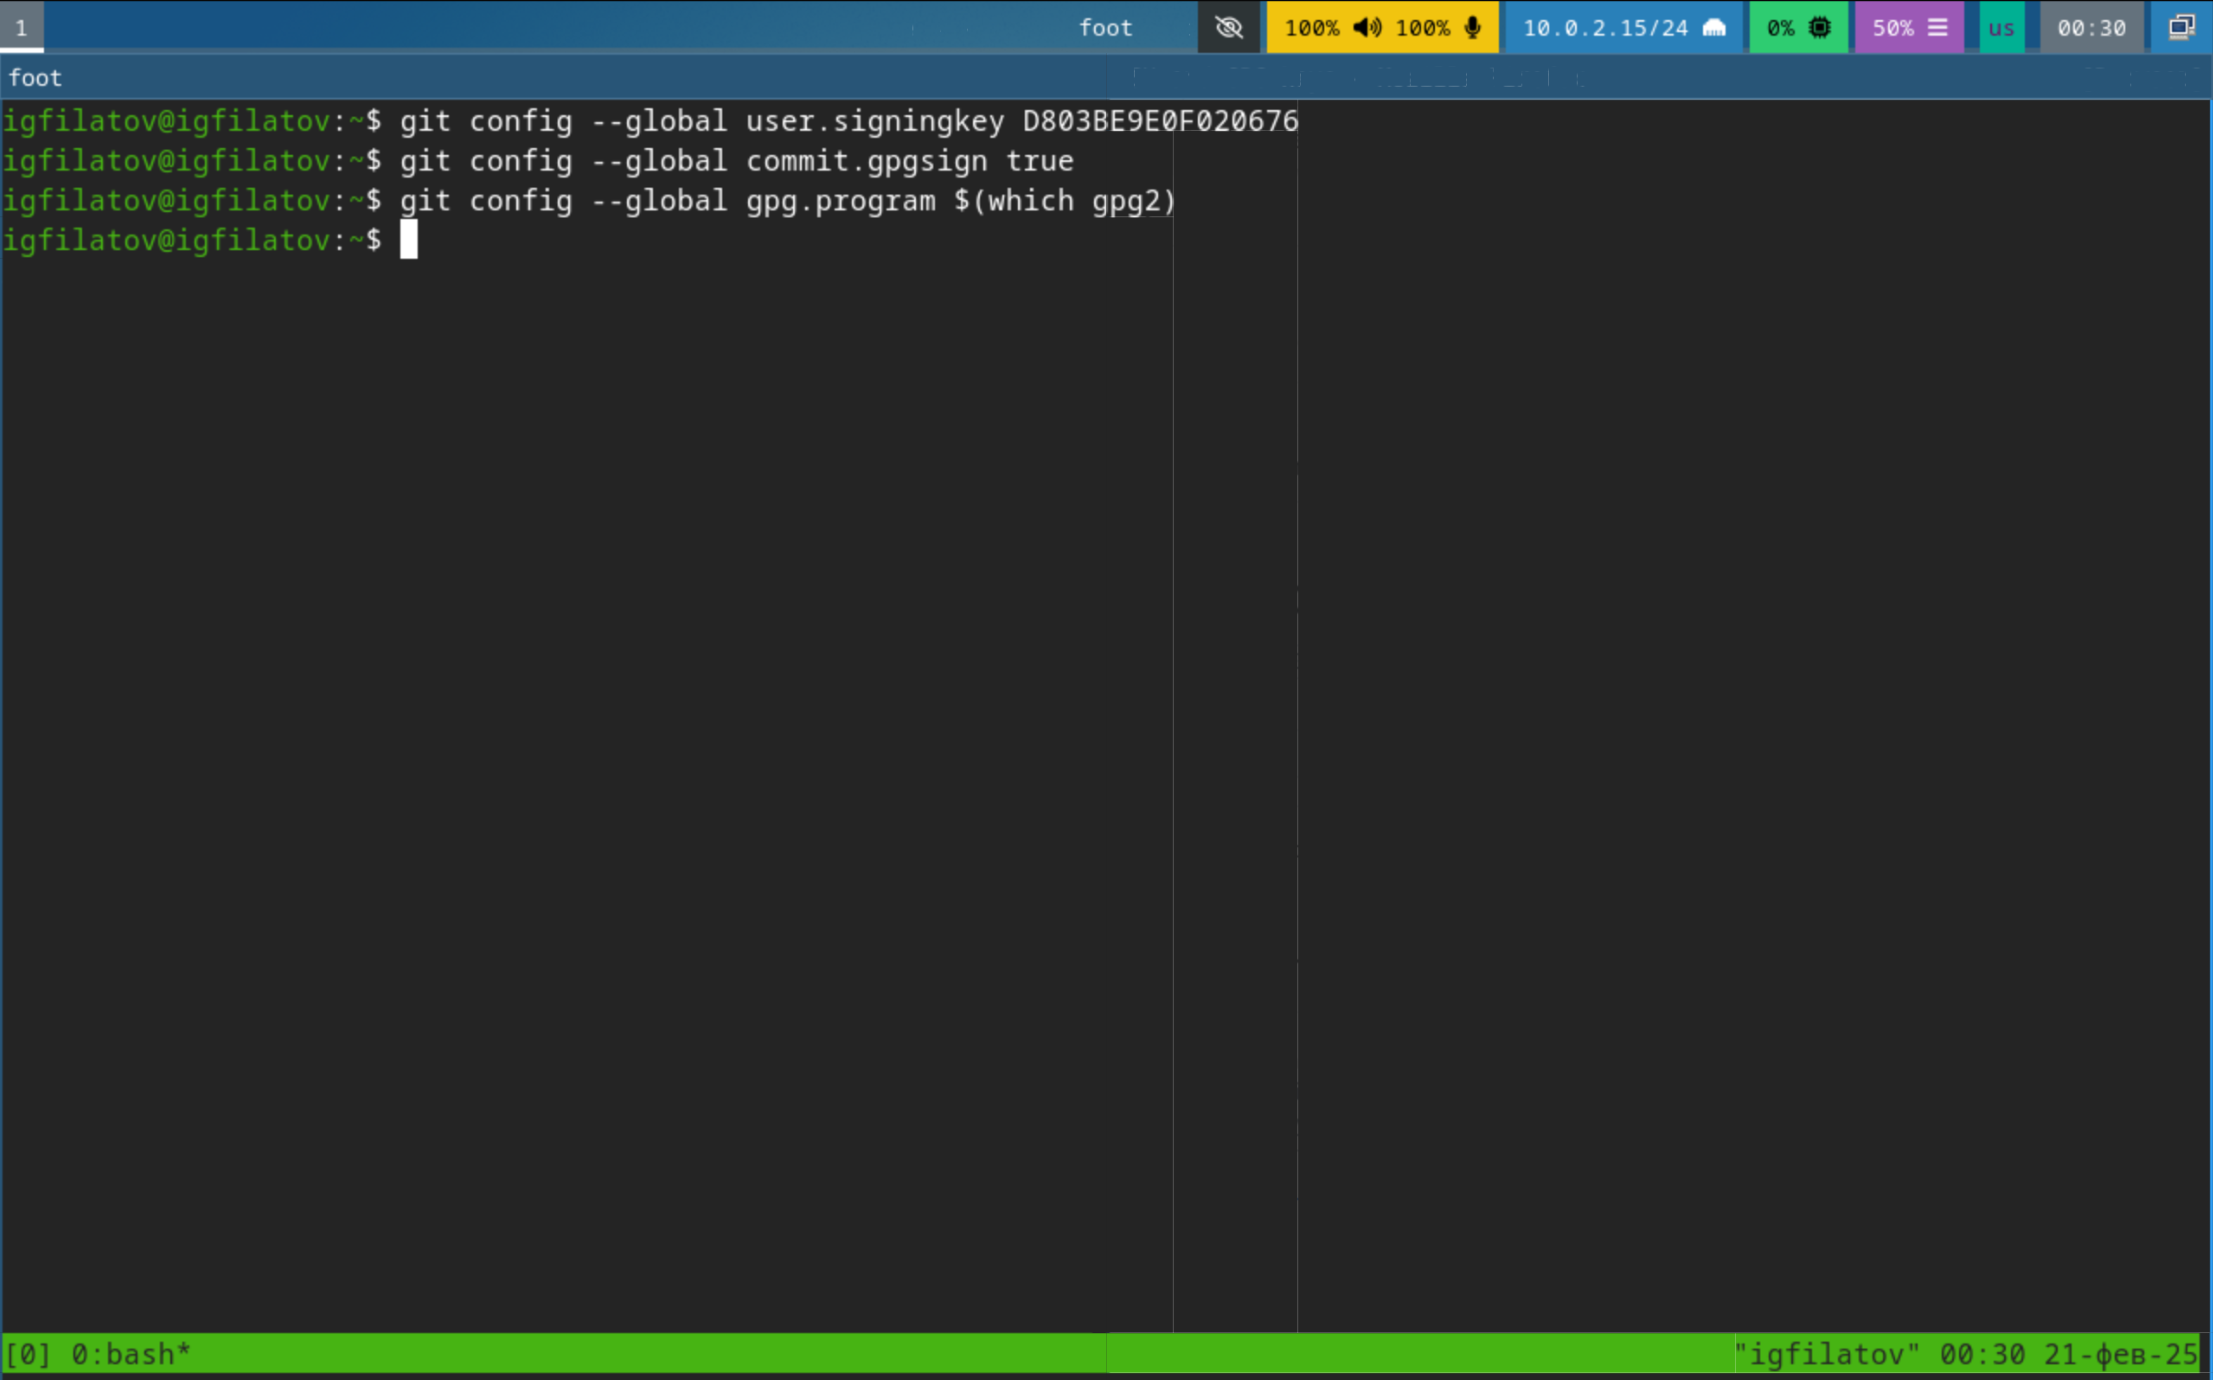 1 foot 100% 100% 10.0.2.15/24 0% 50% us 00:30
foot
igfilatov@igfilatov:~$ git config --global user.signingkey D803BE9E0F020676
igfilatov@igfilatov:~$ git config --global commit.gpgsign true
igfilatov@igfilatov:~$ git config --global gpg.program $(which gpg2)
igfilatov@igfilatov:~$
[0] 0:bash* "igfilatov" 00:30 21-фев-25